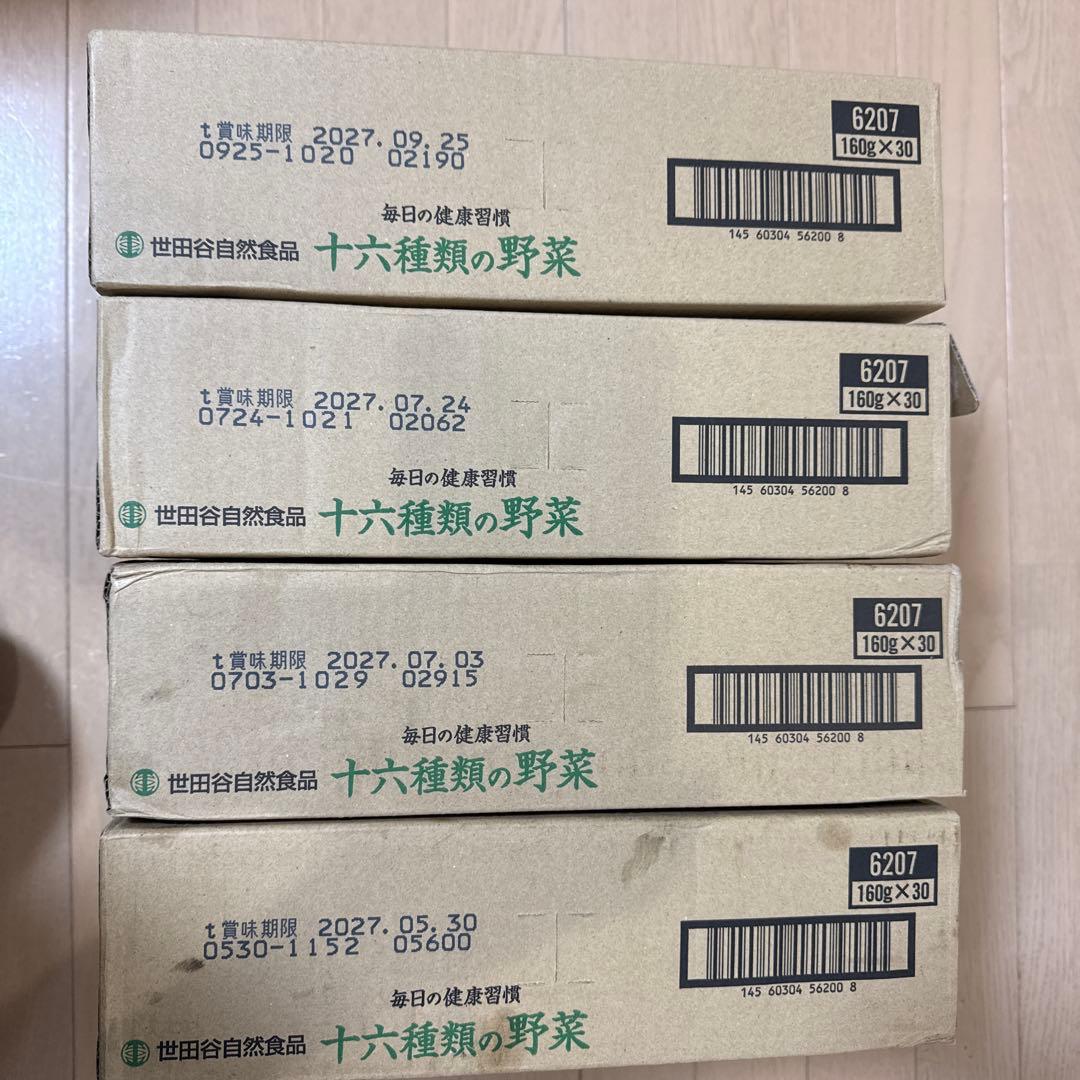 t賞味期限 2027.09.25
0925-1020 02190
6207
160g×30
145 60304 56200 8
毎日の健康習慣
世田谷自然食品 十六種類の野菜
t賞味期限 2027.07.24
0724-1021 02062
6207
160g×30
145 60304 56200 8
毎日の健康習慣
世田谷自然食品 十六種類の野菜
t賞味期限 2027.07.03
0703-1029 02915
6207
160g×30
145 60304 56200 8
毎日の健康習慣
世田谷自然食品 十六種類の野菜
t賞味期限 2027.05.30
0530-1152 05600
6207
160g×30
145 60304 56200 8
毎日の健康習慣
世田谷自然食品 十六種類の野菜